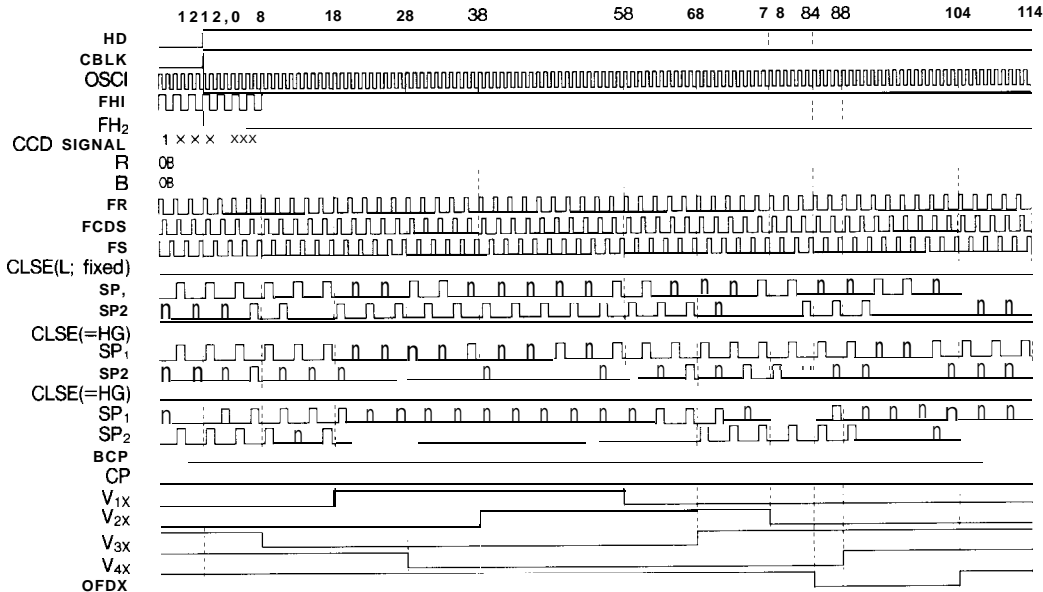 1 2 1 2 , 0 8 18 28 38 58 68 7 8 84 88 104 114
HD
CBLK
OSCI
FHI
FH2
CCD SIGNAL 1 × × × ×××
R OB
B OB
FR
FCDS
FS
CLSE(L; fixed)
SP,
SP2
CLSE(=HG)
SP1
SP2
CLSE(=HG)
SP1
SP2
BCP
CP
V1X
V2X
V3X
V4X
OFDX